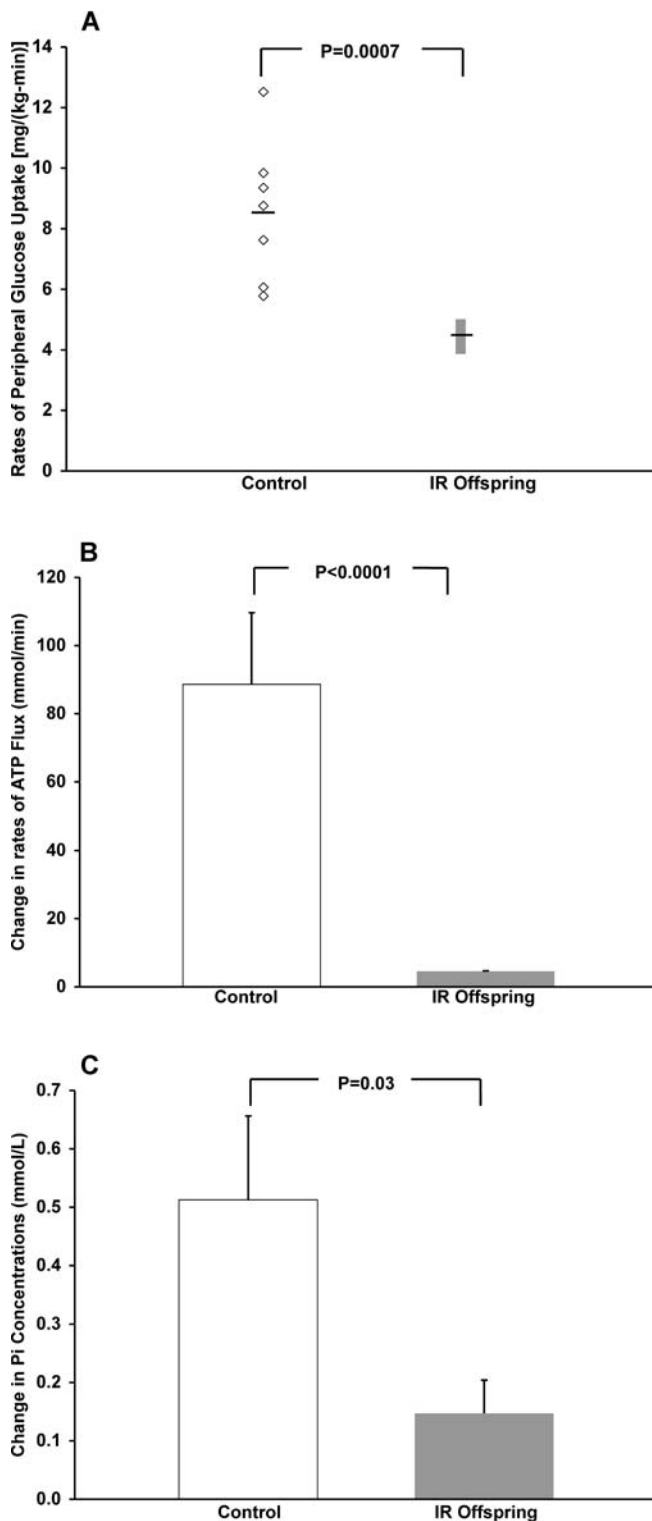 A
P=0.0007
Rates of Peripheral Glucose Uptake [mg/(kg-min)]
14
12
10
8
6
4
2
0
Control IR Offspring
B
P<0.0001
Change in rates of ATP Flux (mmol/min)
120
100
80
60
40
20
0
Control IR Offspring
C
P=0.03
Change in Pi Concentrations (mmol/L)
0.7
0.6
0.5
0.4
0.3
0.2
0.1
0.0
Control IR Offspring